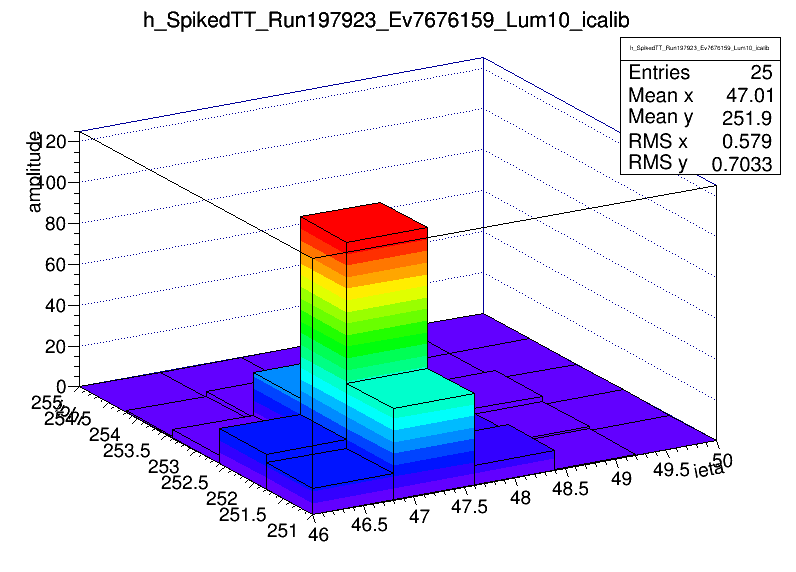 h_SpikedTT_Run197923_Ev7676159_Lum10_icalib
h_SpikedTT_Run197923_Ev7676159_Lum10_icalib
Entries 25
Mean x 47.01
Mean y 251.9
RMS x 0.579
RMS y 0.7033
amplitude
120
100
80
60
40
20
0
255
254.5
254
253.5
253
252.5
252
251.5
251
46
46.5
47
47.5
48
48.5
49
49.5
50
ieta